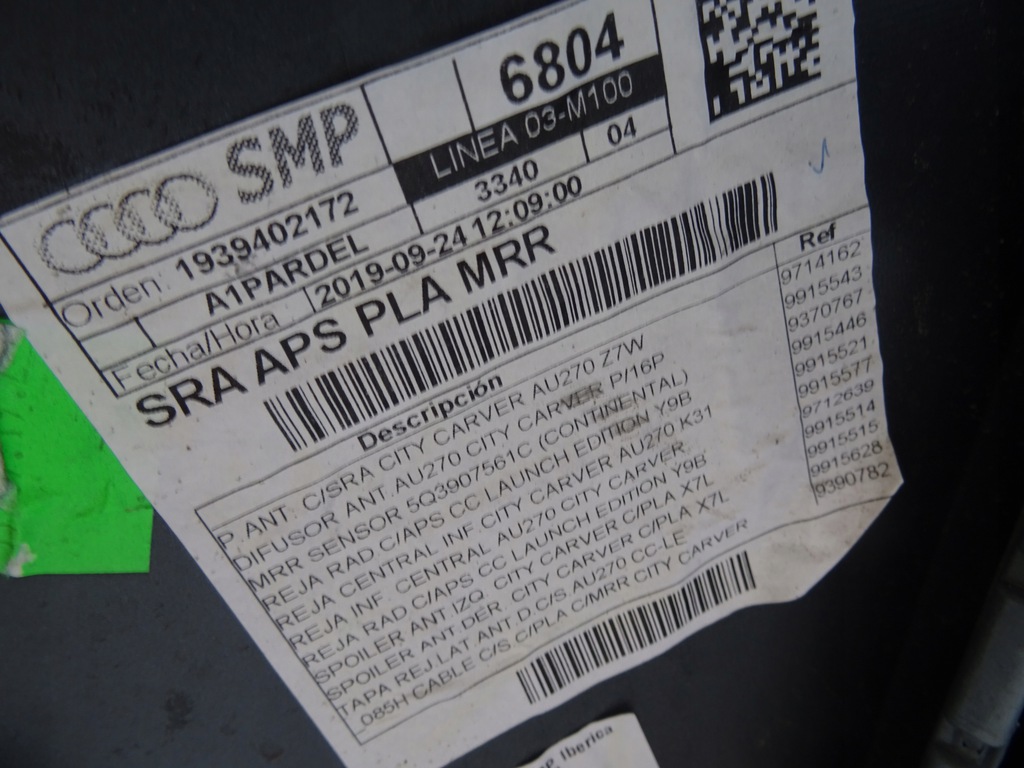 SMP
6804
LINEA 03-M100
Orden: 1939402172
3340
04
A1PARDEL
Fecha/Hora
2019-09-24 12:09:00
SRA APS PLA MRR
Descripción
Ref
P. ANT. C/SRA CITY CARVER AU270 Z7W
9714162
DIFUSOR ANT.AU270 CITY CARVER P/16P
9915543
MRR SENSOR 5Q3907561C (CONTINENTAL)
9370767
REJA RAD C/APS CC LAUNCH EDITION Y9B
9915446
REJA CENTRAL INF CITY CARVER AU270 K31
9915521
REJA INF. CENTRAL AU270 CITY CARVER.
9915577
REJA RAD C/APS CC LAUNCH EDITION Y9B
9712639
SPOILER ANT IZQ. CITY CARVER C/PLA X7L
9915514
SPOILER ANT DER. CITY CARVER C/PLA X7L
9915515
TAPA REJ.LAT ANT D C/S AU270 CC-LE
9915628
D85H CABLE C/S C/PLA C/MRR CITY CARVER
9390782
Iberica